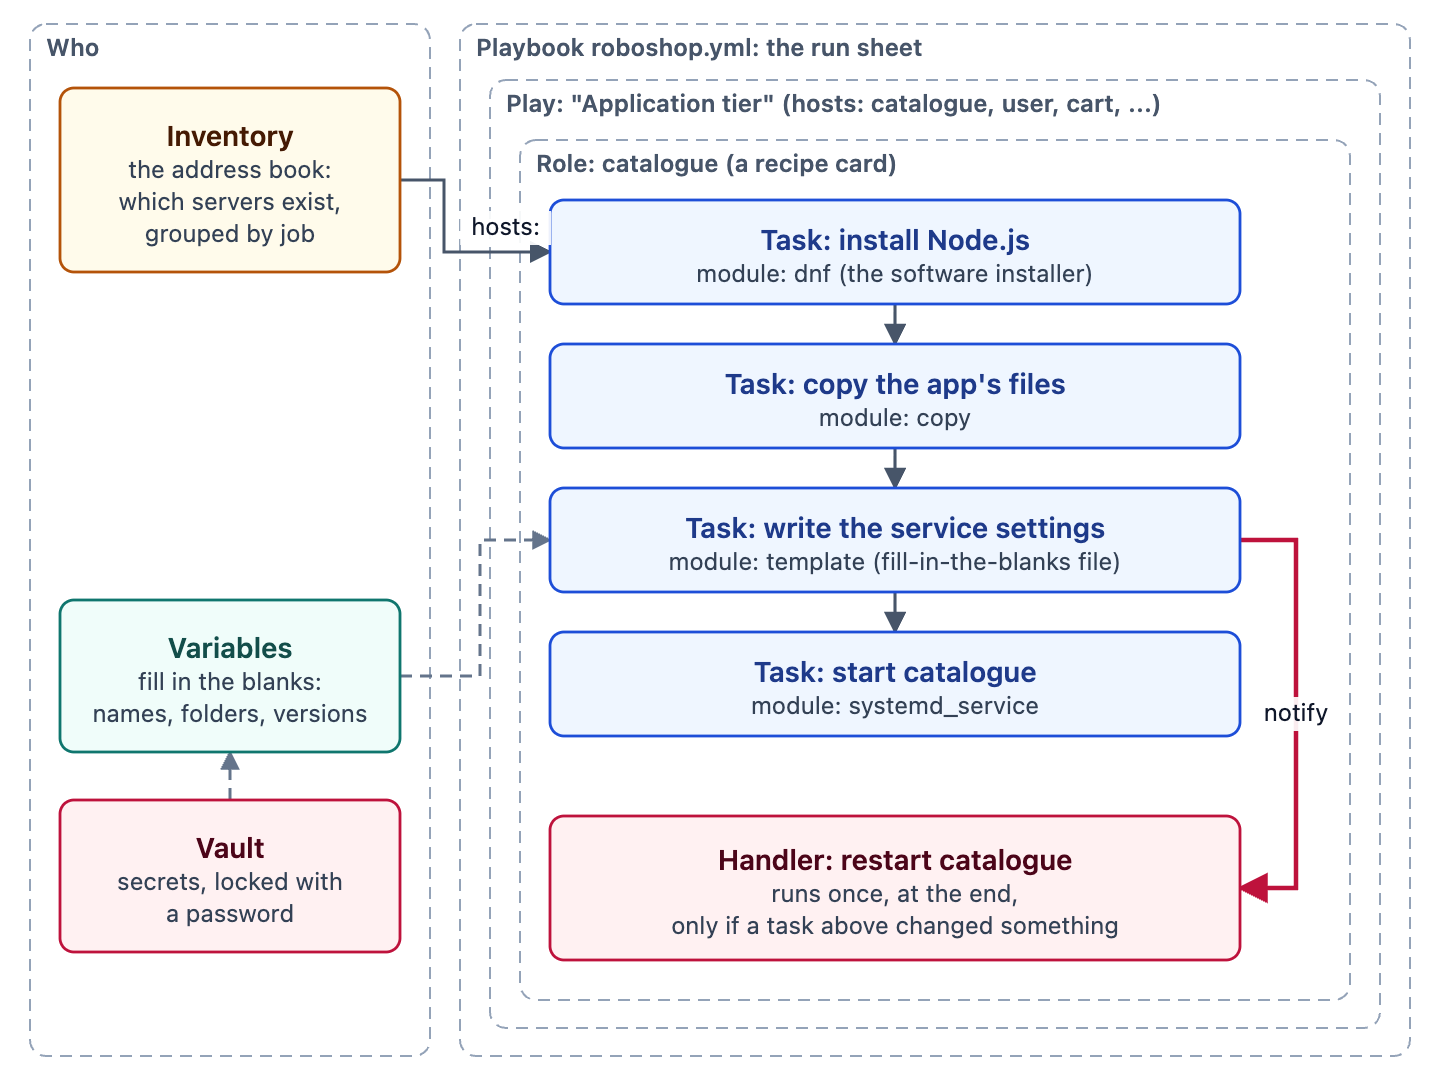 Who
Inventory
the address book:
which servers exist,
grouped by job
Variables
fill in the blanks:
names, folders, versions
Vault
secrets, locked with
a password
Playbook roboshop.yml: the run sheet
Play: "Application tier" (hosts: catalogue, user, cart, ...)
Role: catalogue (a recipe card)
hosts:
Task: install Node.js
module: dnf (the software installer)
Task: copy the app's files
module: copy
Task: write the service settings
module: template (fill-in-the-blanks file)
Task: start catalogue
module: systemd_service
notify
Handler: restart catalogue
runs once, at the end,
only if a task above changed something